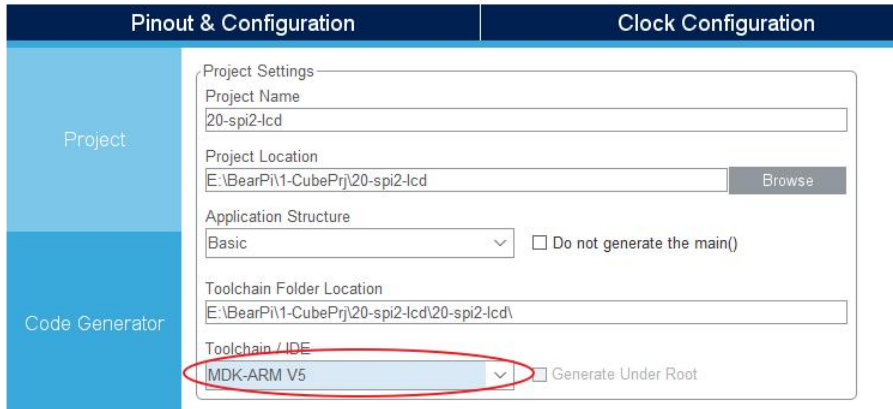 Pinout & Configuration
Clock Configuration
Project
Code Generator
Project Settings
Project Name
20-spi2-lcd
Project Location
E:\BearPi\1-CubePrj\20-spi2-lcd
Browse
Application Structure
Basic
Do not generate the main()
Toolchain Folder Location
E:\BearPi\1-CubePrj\20-spi2-lcd\20-spi2-lcd\
Toolchain / IDE
MDK-ARM V5
Generate Under Root